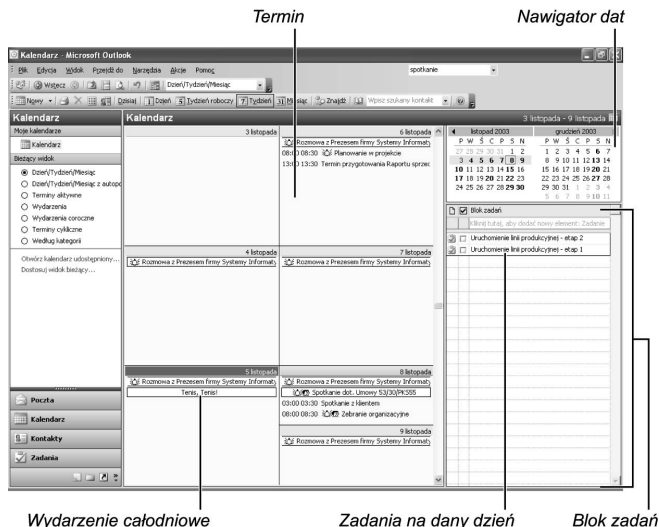 Termin
Nawigator dat
Kalendarz - Microsoft Outlook
Plik Edycja Widok Przejdź do Narzędzia Akcje Pomoc
spotkanie
Wstecz Dzień/Tydzień/Miesiąc
Nowy Dzisiaj 1 Dzień 5 Tydzień roboczy 7 Tydzień 31 Miesiąc Znajdź Wpisz szukany kontakt
Kalendarz
Moje kalendarze
Kalendarz
Bieżący widok
Dzień/Tydzień/Miesiąc
Dzień/Tydzień/Miesiąc z autopo
Terminy aktywne
Wydarzenia
Wydarzenia coroczne
Terminy cykliczne
Według kategorii
Otwórz kalendarz udostępniony...
Dostosuj widok bieżący...
Poczta
Kalendarz
Kontakty
Zadania
Kalendarz
3 listopada - 9 listopada
3 listopada
4 listopada
Rozmowa z Prezesem firmy Systemy Informaty
5 listopada
Rozmowa z Prezesem firmy Systemy Informaty
Tenis, Tenis!
6 listopada
Rozmowa z Prezesem firmy Systemy Informaty
08:00 08:30 Planowanie w projekcie
13:00 13:30 Termin przygotowania Raportu sprzec
7 listopada
Rozmowa z Prezesem firmy Systemy Informaty
8 listopada
Rozmowa z Prezesem firmy Systemy Informaty
Spotkanie dot. Umowy 53/30/PKS55
03:00 03:30 Spotkanie z klientem
08:00 08:30 Zebranie organizacyjne
9 listopada
Rozmowa z Prezesem firmy Systemy Informaty
listopad 2003
P W Ś C P S N
27 28 29 30 31 1 2
3 4 5 6 7 8 9
10 11 12 13 14 15 16
17 18 19 20 21 22 23
24 25 26 27 28 29 30
grudzień 2003
P W Ś C P S N
1 2 3 4 5 6 7
8 9 10 11 12 13 14
15 16 17 18 19 20 21
22 23 24 25 26 27 28
29 30 31 1 2 3 4
5 6 7 8 9 10 11
Blok zadań
Kliknij tutaj, aby dodać nowy element: Zadanie
Uruchomienie linii produkcyjnej - etap 2
Uruchomienie linii produkcyjnej - etap 1
Wydarzenie całodniowe
Zadania na dany dzień
Blok zadań